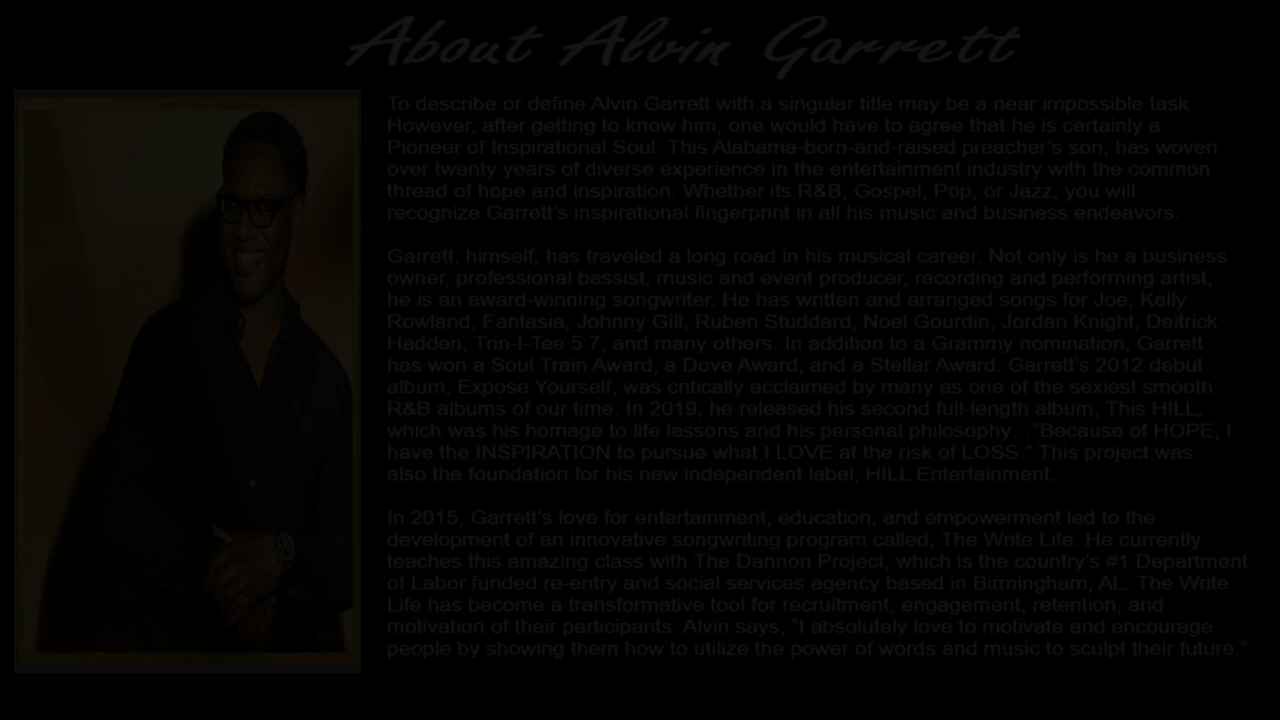 About Alvin Garrett
To describe or define Alvin Garrett with a singular title may be a near impossible task.
However, after getting to know him, one would have to agree that he is certainly a
Pioneer of Inspirational Soul. This Alabama-born-and-raised preacher's son, has woven
over twenty years of diverse experience in the entertainment industry with the common
thread of hope and inspiration. Whether its R&B, Gospel, Pop, or Jazz, you will
recognize Garrett's inspirational fingerprint in all his music and business endeavors.
Garrett, himself, has traveled a long road in his musical career. Not only is he a business
owner, professional bassist, music and event producer, recording and performing artist,
he is an award-winning songwriter. He has written and arranged songs for Joe, Kelly
Rowland, Fantasia, Johnny Gill, Ruben Studdard, Noel Gourdin, Jordan Knight, Deitrick
Hadden, Trin-I-Tee 5:7, and many others. In addition to a Grammy nomination, Garrett
has won a Soul Train Award, a Dove Award, and a Stellar Award. Garrett's 2012 debut
album, Expose Yourself, was critically acclaimed by many as one of the sexiest smooth
R&B albums of our time. In 2019, he released his second full-length album, This HILL,
which was his homage to life lessons and his personal philosophy…"Because of HOPE, I
have the INSPIRATION to pursue what I LOVE at the risk of LOSS." This project was
also the foundation for his new independent label, HILL Entertainment.
In 2015, Garrett's love for entertainment, education, and empowerment led to the
development of an innovative songwriting program called, The Write Life. He currently
teaches this amazing class with The Dannon Project, which is the country's #1 Department
of Labor funded re-entry and social services agency based in Birmingham, AL. The Write
Life has become a transformative tool for recruitment, engagement, retention, and
motivation of their participants. Alvin says, "I absolutely love to motivate and encourage
people by showing them how to utilize the power of words and music to sculpt their future."